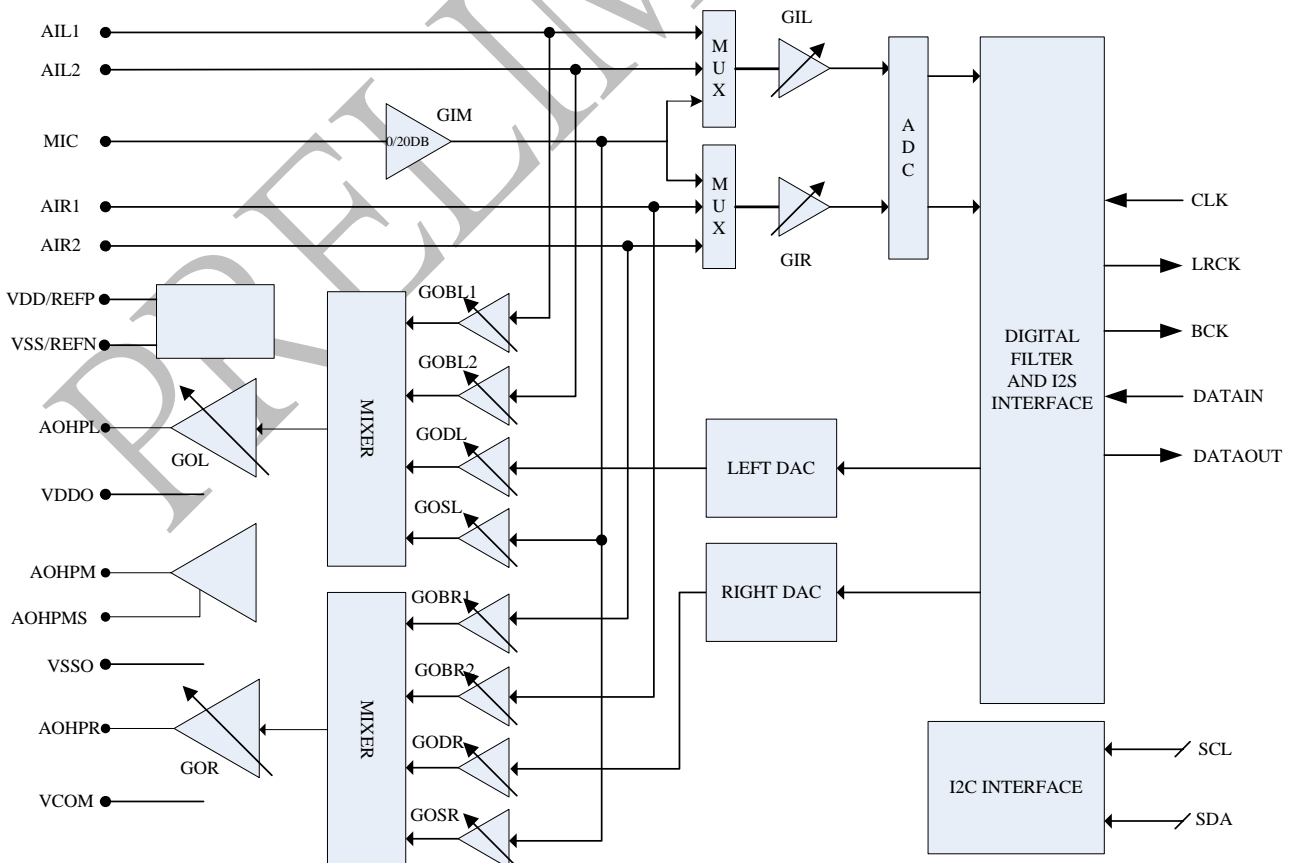 AIL1
AIL2
MIC
AIR1
AIR2
VDD/REFP
VSS/REFN
AOHPL
VDDO
AOHPM
AOHPMS
VSSO
AOHPR
VCOM
0/20DB
GIM
GOL
GOR
MIXER
MIXER
GOBL1
GOBL2
GODL
GOSL
GOBR1
GOBR2
GODR
GOSR
MUX
MUX
GIL
GIR
ADC
LEFT DAC
RIGHT DAC
DIGITAL
FILTER
AND I2S
INTERFACE
I2C INTERFACE
CLK
LRCK
BCK
DATAIN
DATAOUT
SCL
SDA